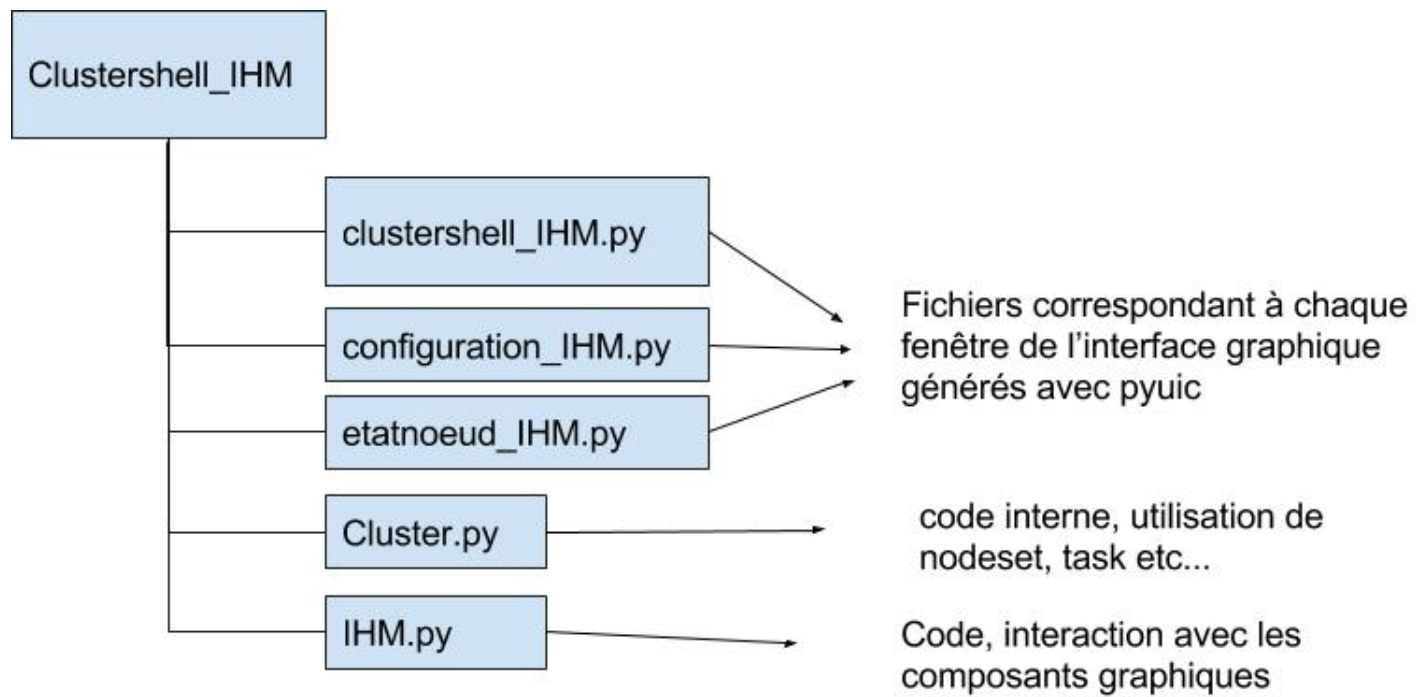 Clustershell_IHM
clustershell_IHM.py
configuration_IHM.py
etatnoeud_IHM.py
Cluster.py
IHM.py
Fichiers correspondant à chaque
fenêtre de l'interface graphique
générés avec pyuic
code interne, utilisation de
nodeset, task etc...
Code, interaction avec les
composants graphiques